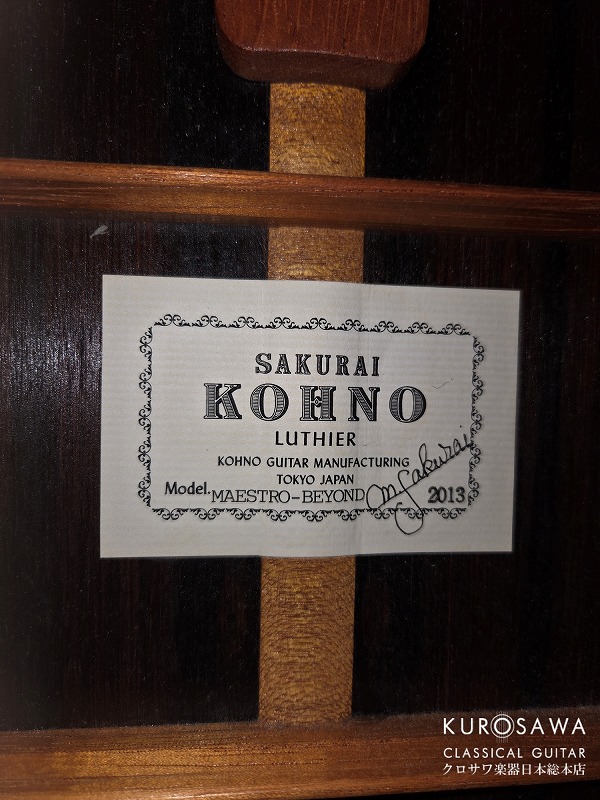 SAKURAI
KOHNO
LUTHIER
KOHNO GUITAR MANUFACTURING
TOKYO JAPAN
Model. MAESTRO-BEYOND M. Sakurai 2013
KUROSAWA
CLASSICAL GUITAR
クロサワ楽器日本総本店